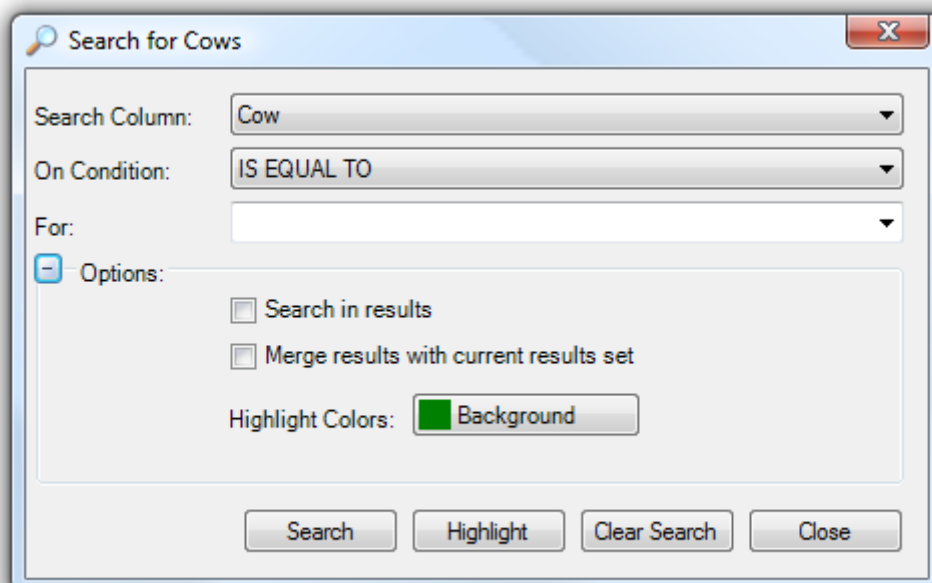 Search for Cows
Search Column: Cow
On Condition: IS EQUAL TO
For:
Options:
Search in results
Merge results with current results set
Highlight Colors: Background
Search Highlight Clear Search Close